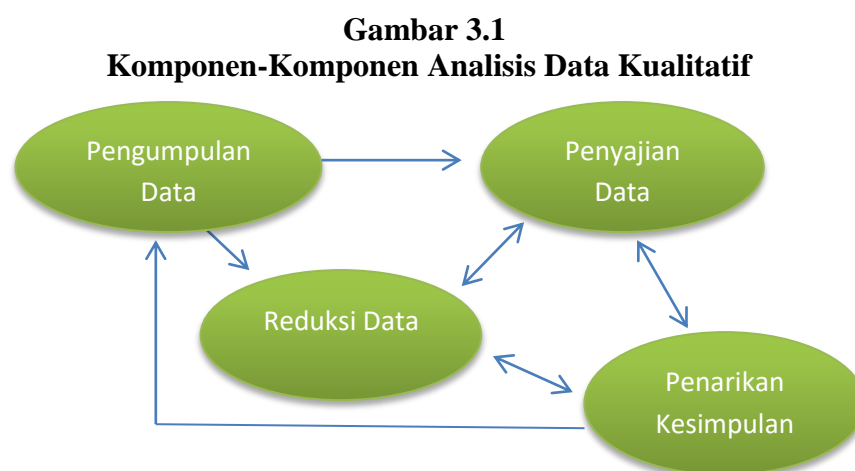 Gambar 3.1
Komponen-Komponen Analisis Data Kualitatif
Pengumpulan
Data
Penyajian
Data
Reduksi Data
Penarikan
Kesimpulan